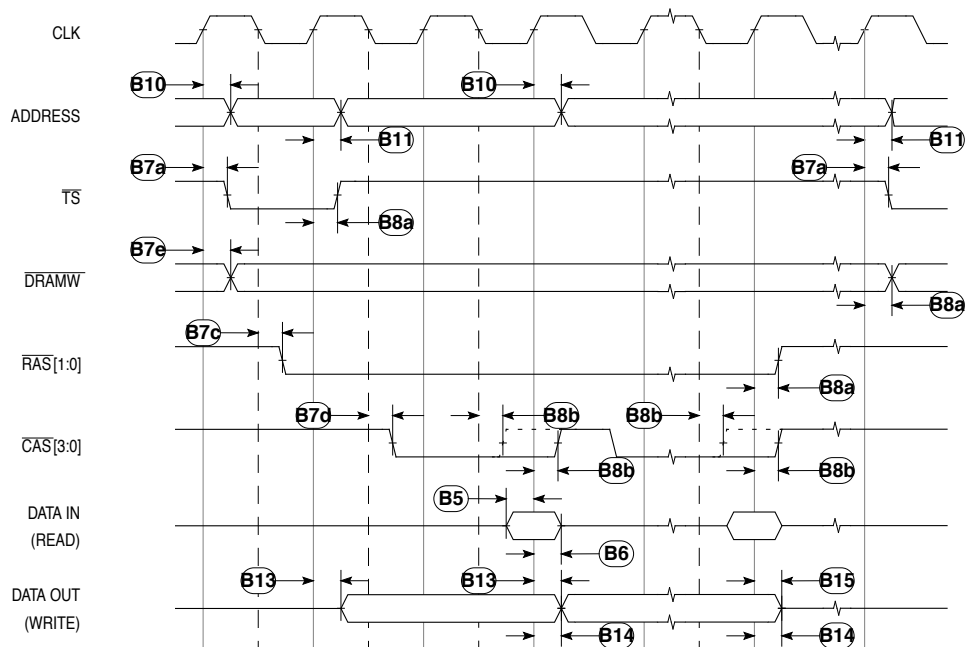 CLK
B10 B10
ADDRESS
B11 B11
B7a B7a
TS
B8a
B7e
DRAMW
B8a
B7c
RAS[1:0]
B8a
B7d B8b B8b
CAS[3:0]
B8b B8b
B5
DATA IN
(READ)
B6
B13 B13 B15
DATA OUT
(WRITE)
B14 B14